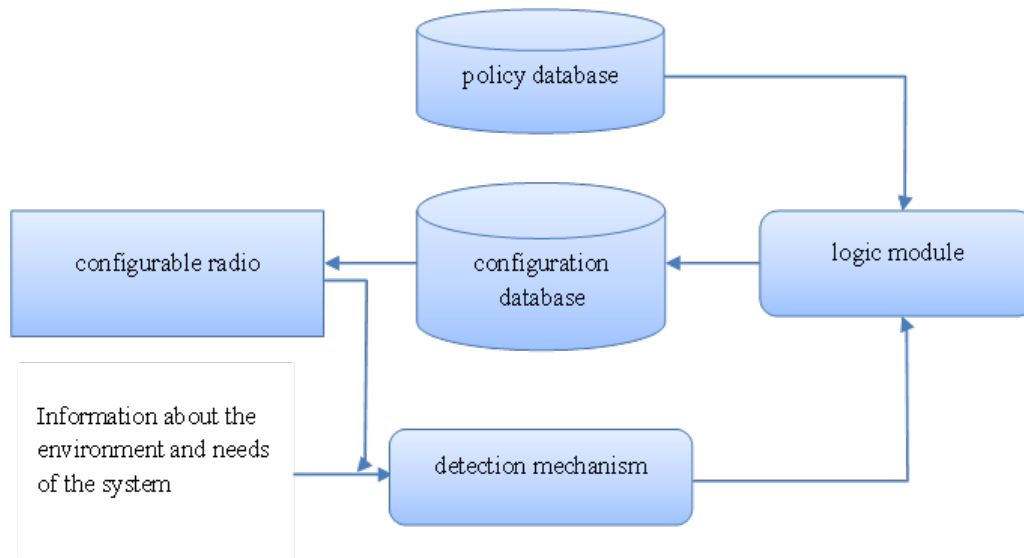 policy database
configurable radio
configuration
database
logic module
Information about the
environment and needs
of the system
detection mechanism